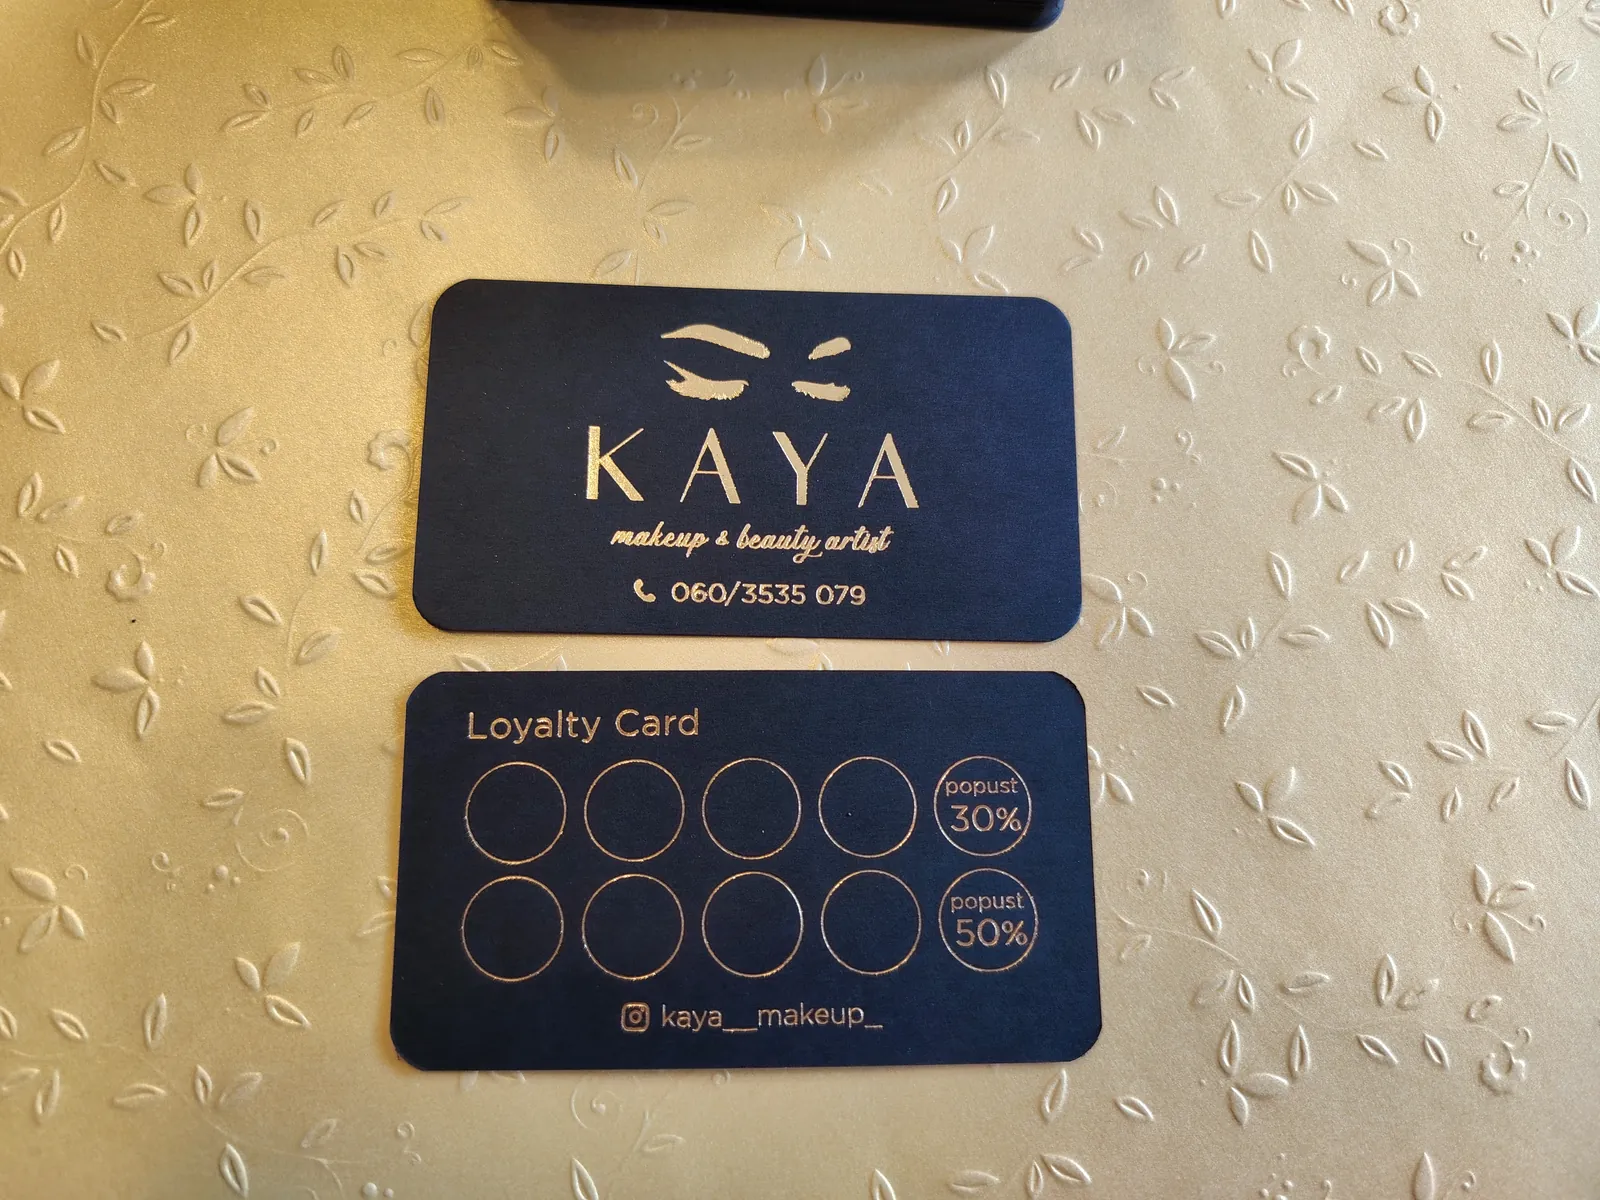 KAYA
makeup & beauty artist
060/3535 079
Loyalty Card
popust
30%
popust
50%
kaya__makeup_